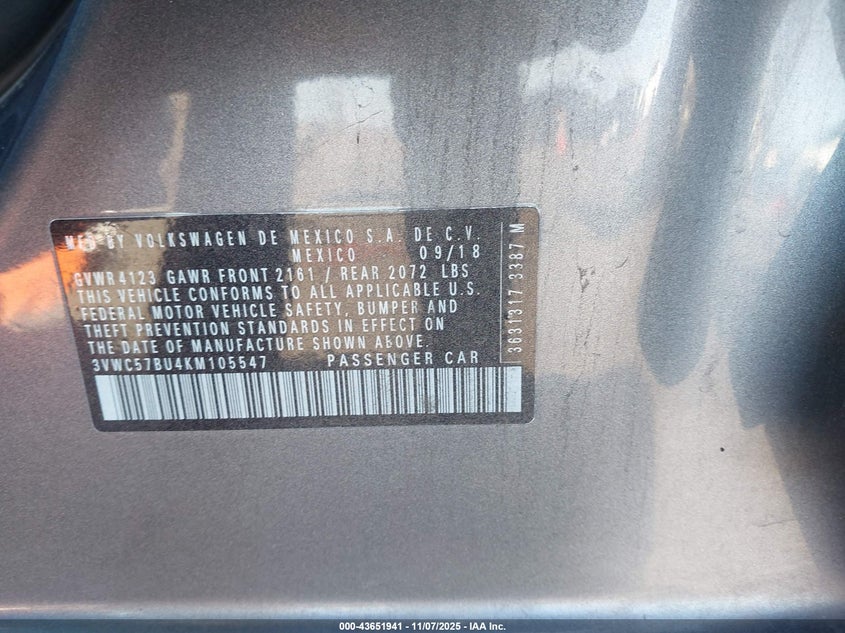 MFD BY VOLKSWAGEN DE MEXICO S.A. DE C.V.
MEXICO 09/18
GVWR 4123 GAWR FRONT 2161 / REAR 2072 LBS
THIS VEHICLE CONFORMS TO ALL APPLICABLE U.S.
FEDERAL MOTOR VEHICLE SAFETY, BUMPER AND
THEFT PREVENTION STANDARDS IN EFFECT ON
THE DATE OF MANUFACTURE SHOWN ABOVE.
3VWC57BU4KM105547 PASSENGER CAR
3631317 3387 M
000-43651941 - 11/07/2025 - IAA Inc.